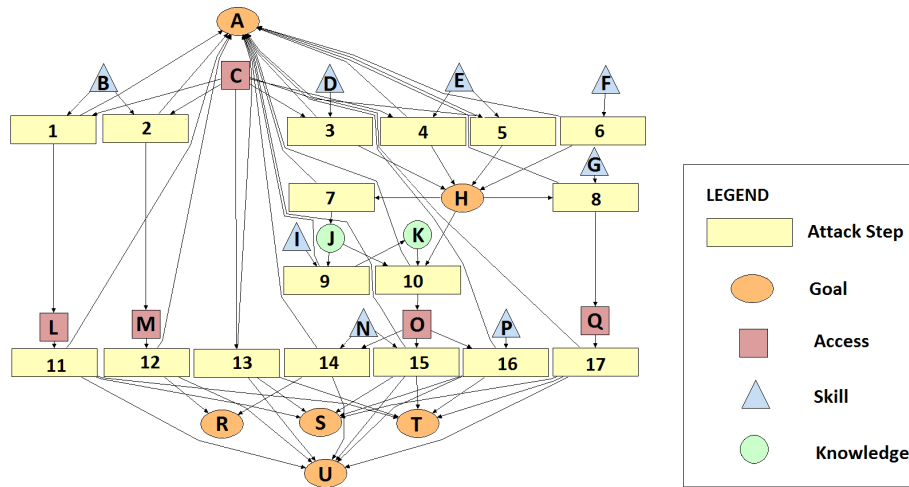 A
B
C
D
E
F
1
2
3
4
5
6
G
7
H
8
I
J
K
9
10
L
M
N
O
P
Q
11
12
13
14
15
16
17
R
S
T
U
LEGEND
Attack Step
Goal
Access
Skill
Knowledge